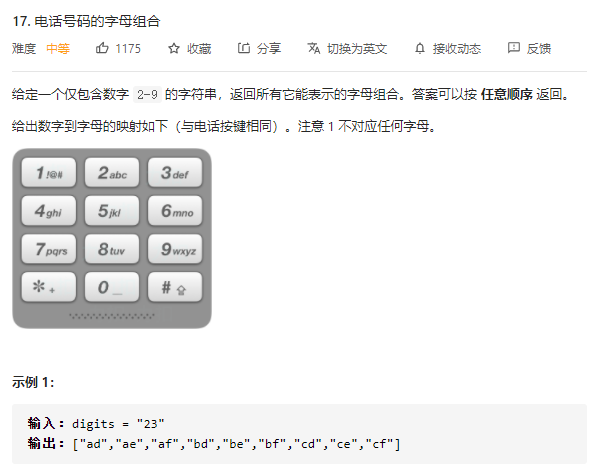 17. 电话号码的字母组合
难度 中等 1175 收藏 分享 切换为英文 接收动态 反馈
给定一个仅包含数字 2-9 的字符串，返回所有它能表示的字母组合。答案可以按 任意顺序 返回。
给出数字到字母的映射如下（与电话按键相同）。注意 1 不对应任何字母。
1 !@# 2 abc 3 def
4 ghi 5 jkl 6 mno
7 pqrs 8 tuv 9 wxyz
* + 0 _ #
示例 1：
输入：digits = "23"
输出：["ad","ae","af","bd","be","bf","cd","ce","cf"]